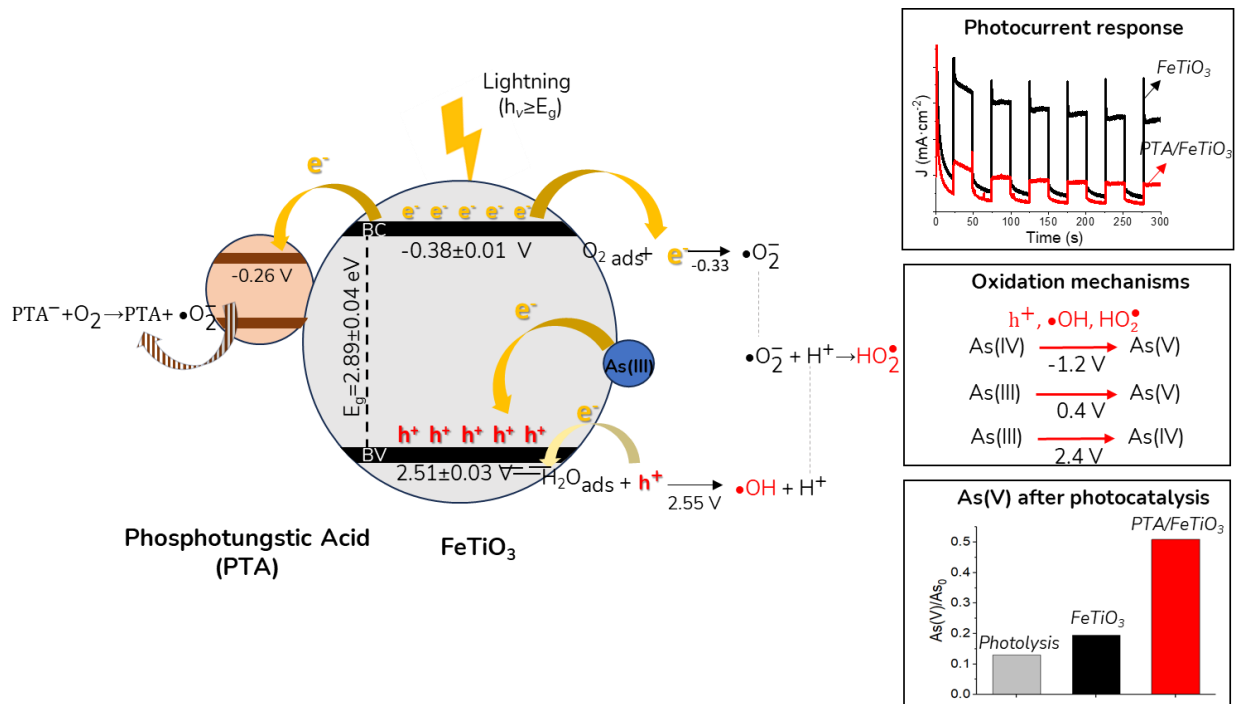 Lightning
(hᵥ≥E₉)
e⁻
e⁻ e⁻ e⁻ e⁻ e⁻
BC
-0.38±0.01 V
O₂ ads+ e⁻
-0.33
•O₂⁻
-0.26 V
PTA⁻+O₂→PTA+ •O₂⁻
E₉=2.89±0.04 eV
e⁻
As(III)
•O₂⁻ + H⁺→HO₂•
e⁻
h⁺ h⁺ h⁺ h⁺ h⁺
BV
2.51±0.03 V
H₂Oads + h⁺
2.55 V
•OH + H⁺
Phosphotungstic Acid
(PTA)
FeTiO₃
Photocurrent response
FeTiO₃
PTA/FeTiO₃
J (mA·cm⁻²)
0 50 100 150 200 250 300
Time (s)
Oxidation mechanisms
h⁺, •OH, HO₂•
As(IV) As(V)
-1.2 V
As(III) As(V)
0.4 V
As(III) As(IV)
2.4 V
As(V) after photocatalysis
PTA/FeTiO₃
FeTiO₃
Photolysis
As(V)/As₀
0.5
0.4
0.3
0.2
0.1
0.0